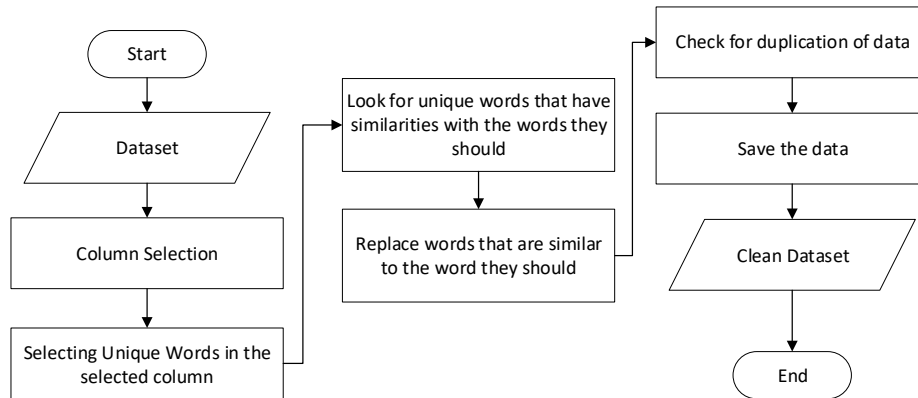 Start
Dataset
Column Selection
Selecting Unique Words in the
selected column
Look for unique words that have
similarities with the words they
should
Replace words that are similar
to the word they should
Check for duplication of data
Save the data
Clean Dataset
End